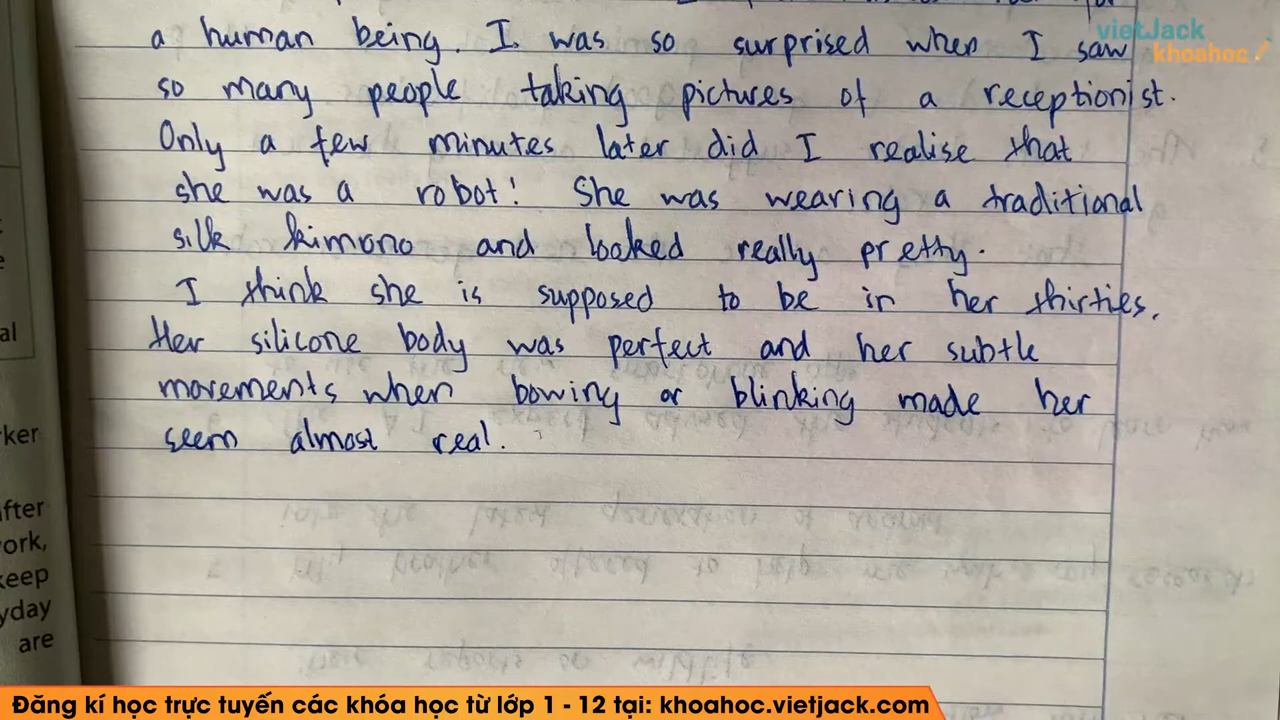 vietJack
khoahoc
a human being. I was so surprised when I saw
so many people taking pictures of a receptionist.
Only a few minutes later did I realise that
she was a robot! She was wearing a traditional
silk kimono and looked really pretty.
I think she is supposed to be in her thirties.
Her silicone body was perfect and her subtle
movements when bowing or blinking made her
seem almost real.
al
ker
after
ork,
keep
yday
are
Đăng kí học trực tuyến các khóa học từ lớp 1 - 12 tại: khoahoc.vietjack.com